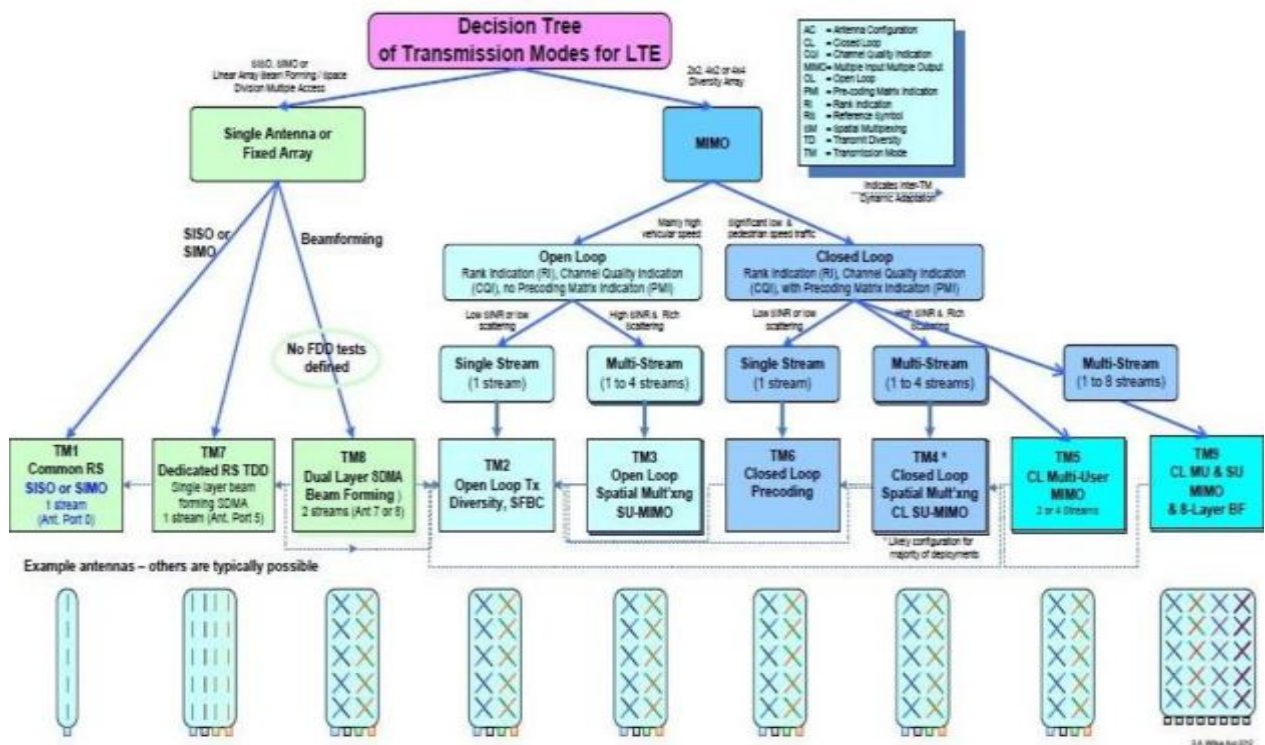 Decision Tree
of Transmission Modes for LTE
SISO, SIMO or
Linear Array Beam Forming / Space
Division Multiple Access
2x2, 4x2 or 4x4
Diversity Array
AC = Antenna Configuration
CL = Closed Loop
CQI = Channel Quality Indication
MIMO = Multiple Input Multiple Output
OL = Open Loop
PMI = Pre-coding Matrix Indication
RI = Rank Indication
RS = Reference Symbol
SM = Spatial Multiplexing
TD = Transmit Diversity
TM = Transmission Mode
Indicates Inter-TM
Dynamic Adaptation
Single Antenna or
Fixed Array
MIMO
SISO or
SIMO
Beamforming
Mainly high
vehicular speed
Significant low &
pedestrian speed traffic
Open Loop
Rank Indication (RI), Channel Quality Indication
(CQI), no Precoding Matrix Indicaiton (PMI)
Closed Loop
Rank Indication (RI), Channel Quality Indication
(CQI), with Precoding Matrix Indicaiton (PMI)
Low SINR or low
scattering
High SINR & Rich
Scattering
Low SINR or low
scattering
High SINR & Rich
Scattering
No FDD tests
defined
Single Stream
(1 stream)
Multi-Stream
(1 to 4 streams)
Single Stream
(1 stream)
Multi-Stream
(1 to 4 streams)
Multi-Stream
(1 to 8 streams)
TM1
Common RS
SISO or SIMO
1 stream
(Ant. Port 0)
TM7
Dedicated RS TDD
Single layer beam
forming SDMA
1 stream (Ant. Port 5)
TM8
Dual Layer SDMA
Beam Forming )
2 streams (Ant 7 or 8)
TM2
Open Loop Tx
Diversity, SFBC
TM3
Open Loop
Spatial Mult'xng
SU-MIMO
TM6
Closed Loop
Precoding
TM4 *
Closed Loop
Spatial Mult'xng
CL SU-MIMO
TM5
CL Multi-User
MIMO
2 or 4 Streams
TM9
CL MU & SU
MIMO
& 8-Layer BF
* Likely configuration for
majority of deployments
Example antennas – others are typically possible